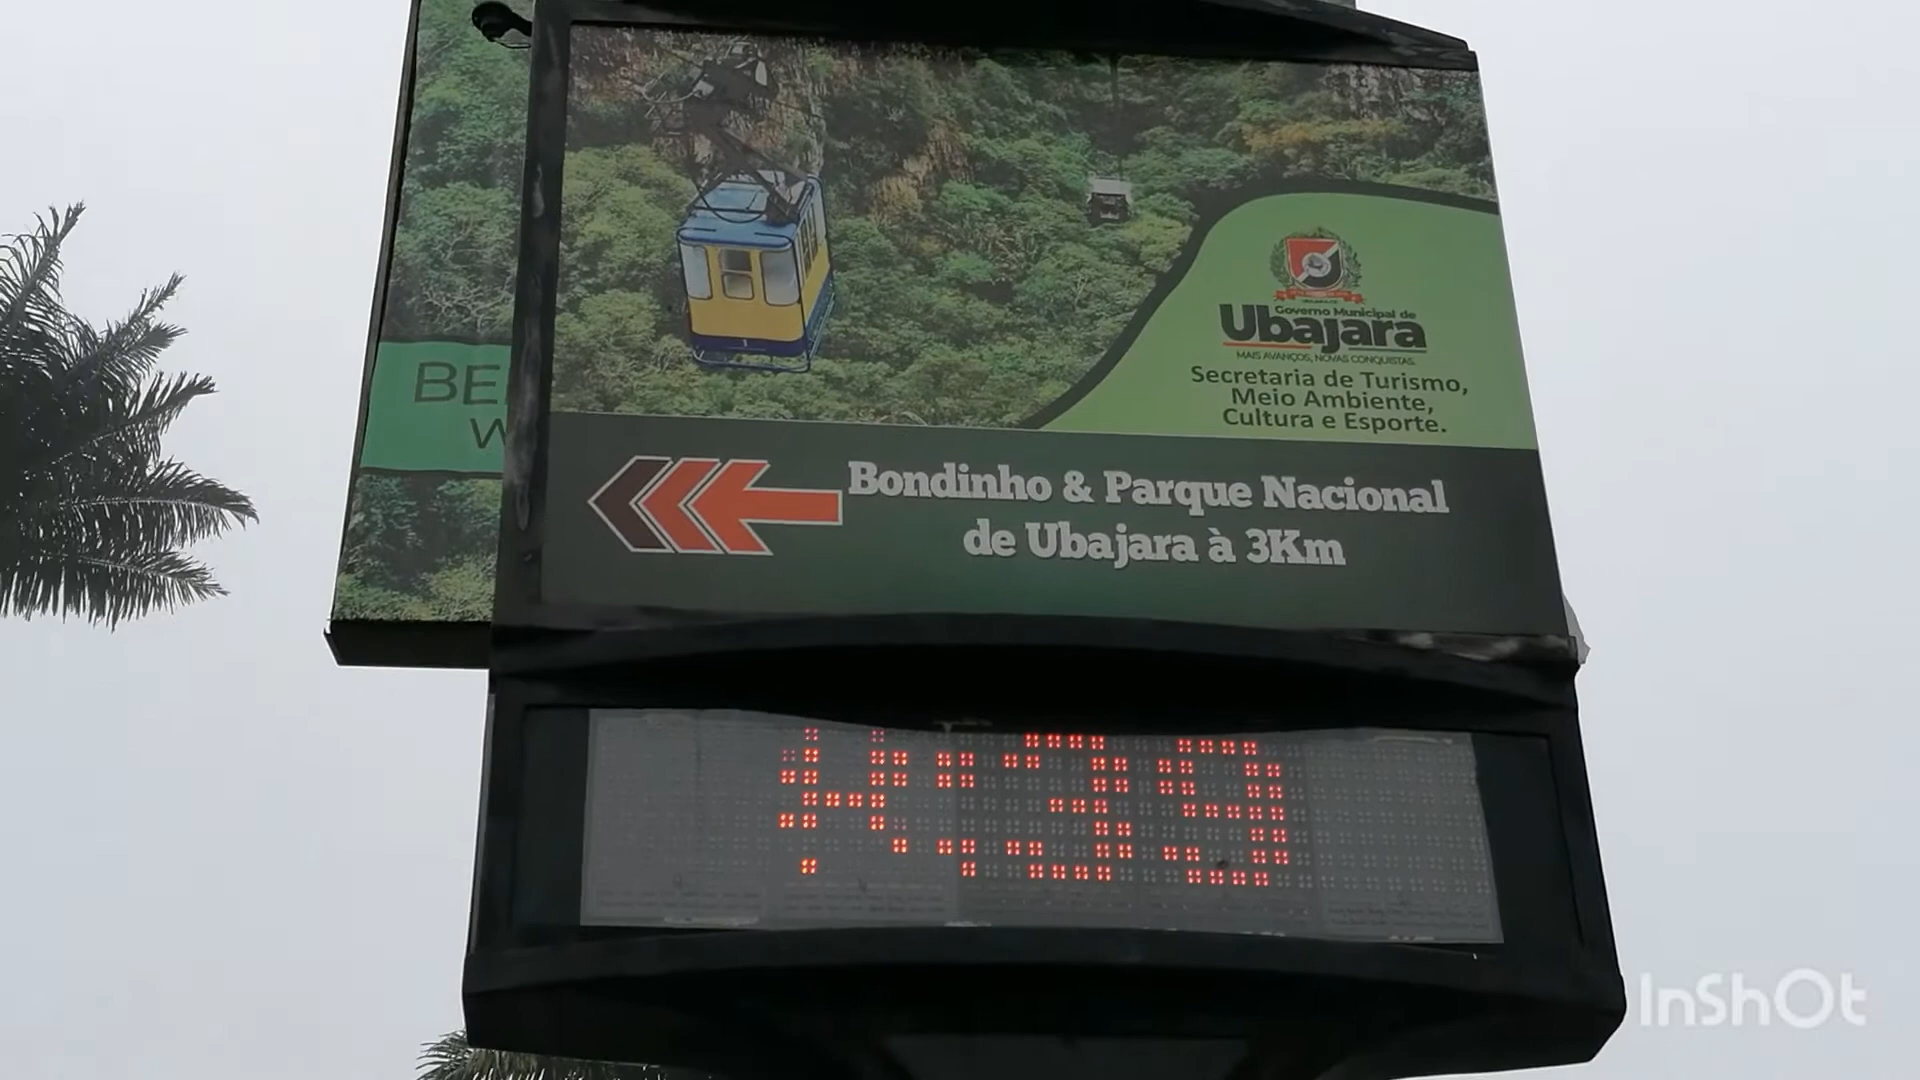 BE
W
Governo Municipal de
Ubajara
MAIS AVANÇOS, NOVAS CONQUISTAS.
Secretaria de Turismo,
Meio Ambiente,
Cultura e Esporte.
Bondinho & Parque Nacional
de Ubajara à 3Km
:39
InShOt